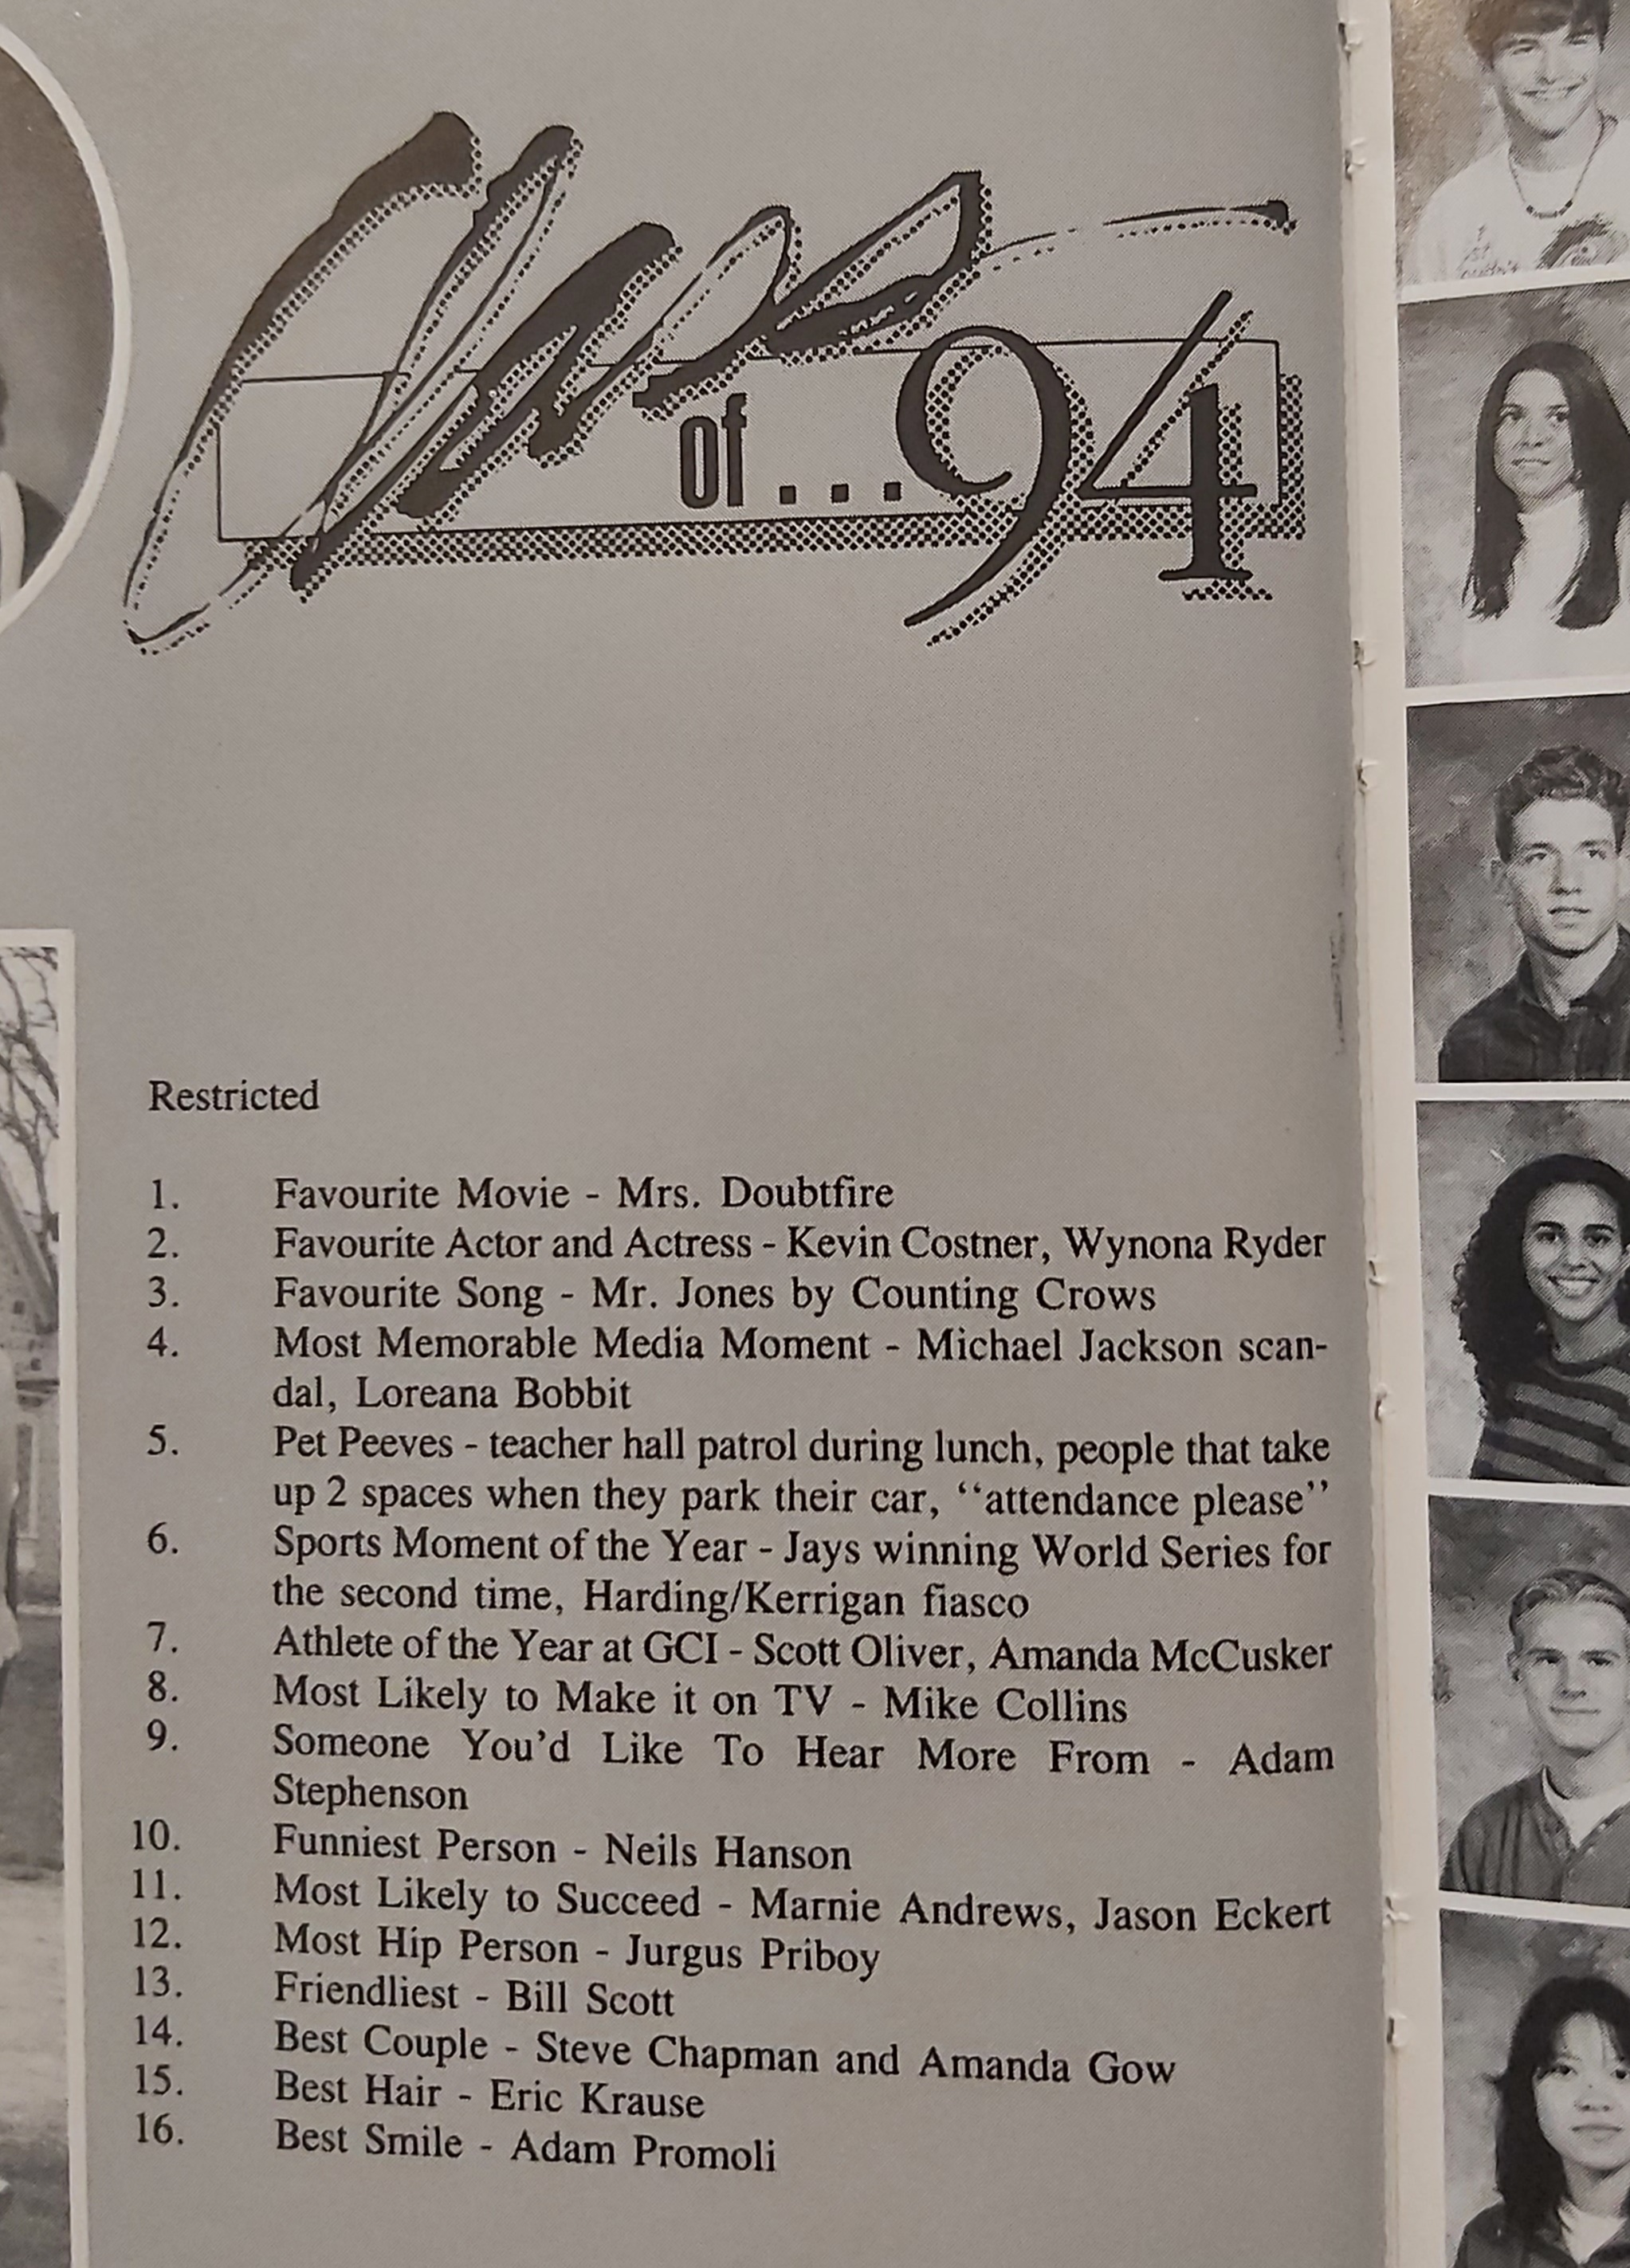 Class
of...94
Restricted
1. Favourite Movie - Mrs. Doubtfire
2. Favourite Actor and Actress - Kevin Costner, Wynona Ryder
3. Favourite Song - Mr. Jones by Counting Crows
4. Most Memorable Media Moment - Michael Jackson scan-
dal, Loreana Bobbit
5. Pet Peeves - teacher hall patrol during lunch, people that take
up 2 spaces when they park their car, ‘‘attendance please’’
6. Sports Moment of the Year - Jays winning World Series for
the second time, Harding/Kerrigan fiasco
7. Athlete of the Year at GCI - Scott Oliver, Amanda McCusker
8. Most Likely to Make it on TV - Mike Collins
9. Someone You'd Like To Hear More From - Adam
Stephenson
10. Funniest Person - Neils Hanson
11. Most Likely to Succeed - Marnie Andrews, Jason Eckert
12. Most Hip Person - Jurgus Priboy
13. Friendliest - Bill Scott
14. Best Couple - Steve Chapman and Amanda Gow
15. Best Hair - Eric Krause
16. Best Smile - Adam Promoli